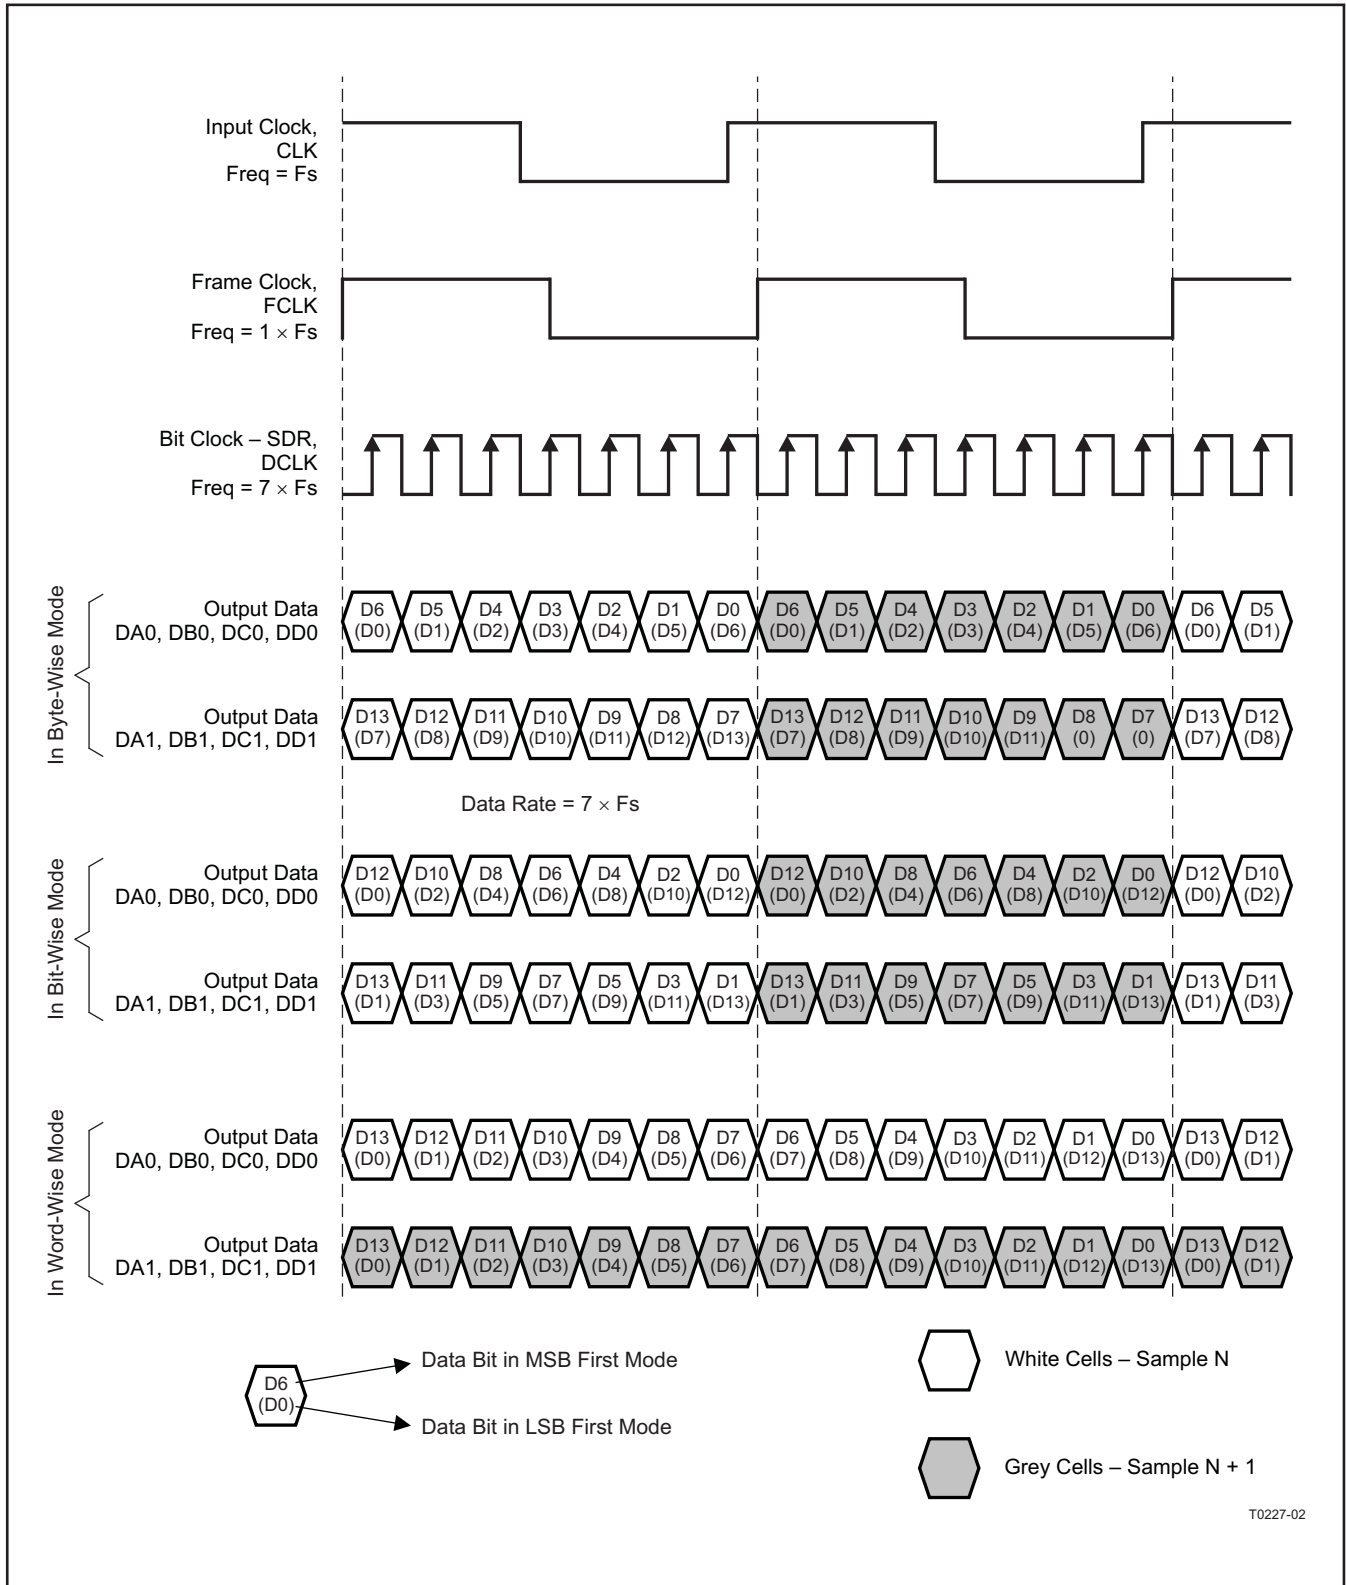 Input Clock,
CLK
Freq = Fs
Frame Clock,
FCLK
Freq = 1 × Fs
Bit Clock – SDR,
DCLK
Freq = 7 × Fs
In Byte-Wise Mode
Output Data
DA0, DB0, DC0, DD0
D6 D5 D4 D3 D2 D1 D0 D6 D5 D4 D3 D2 D1 D0 D6 D5
(D0) (D1) (D2) (D3) (D4) (D5) (D6) (D0) (D1) (D2) (D3) (D4) (D5) (D6) (D0) (D1)
Output Data
DA1, DB1, DC1, DD1
D13 D12 D11 D10 D9 D8 D7 D13 D12 D11 D10 D9 D8 D7 D13 D12
(D7) (D8) (D9) (D10) (D11) (D12) (D13) (D7) (D8) (D9) (D10) (D11) (0) (0) (D7) (D8)
Data Rate = 7 × Fs
In Bit-Wise Mode
Output Data
DA0, DB0, DC0, DD0
D12 D10 D8 D6 D4 D2 D0 D12 D10 D8 D6 D4 D2 D0 D12 D10
(D0) (D2) (D4) (D6) (D8) (D10) (D12) (D0) (D2) (D4) (D6) (D8) (D10) (D12) (D0) (D2)
Output Data
DA1, DB1, DC1, DD1
D13 D11 D9 D7 D5 D3 D1 D13 D11 D9 D7 D5 D3 D1 D13 D11
(D1) (D3) (D5) (D7) (D9) (D11) (D13) (D1) (D3) (D5) (D7) (D9) (D11) (D13) (D1) (D3)
In Word-Wise Mode
Output Data
DA0, DB0, DC0, DD0
D13 D12 D11 D10 D9 D8 D7 D6 D5 D4 D3 D2 D1 D0 D13 D12
(D0) (D1) (D2) (D3) (D4) (D5) (D6) (D7) (D8) (D9) (D10) (D11) (D12) (D13) (D0) (D1)
Output Data
DA1, DB1, DC1, DD1
D13 D12 D11 D10 D9 D8 D7 D6 D5 D4 D3 D2 D1 D0 D13 D12
(D0) (D1) (D2) (D3) (D4) (D5) (D6) (D7) (D8) (D9) (D10) (D11) (D12) (D13) (D0) (D1)
D6
(D0)
Data Bit in MSB First Mode
Data Bit in LSB First Mode
White Cells – Sample N
Grey Cells – Sample N + 1
T0227-02